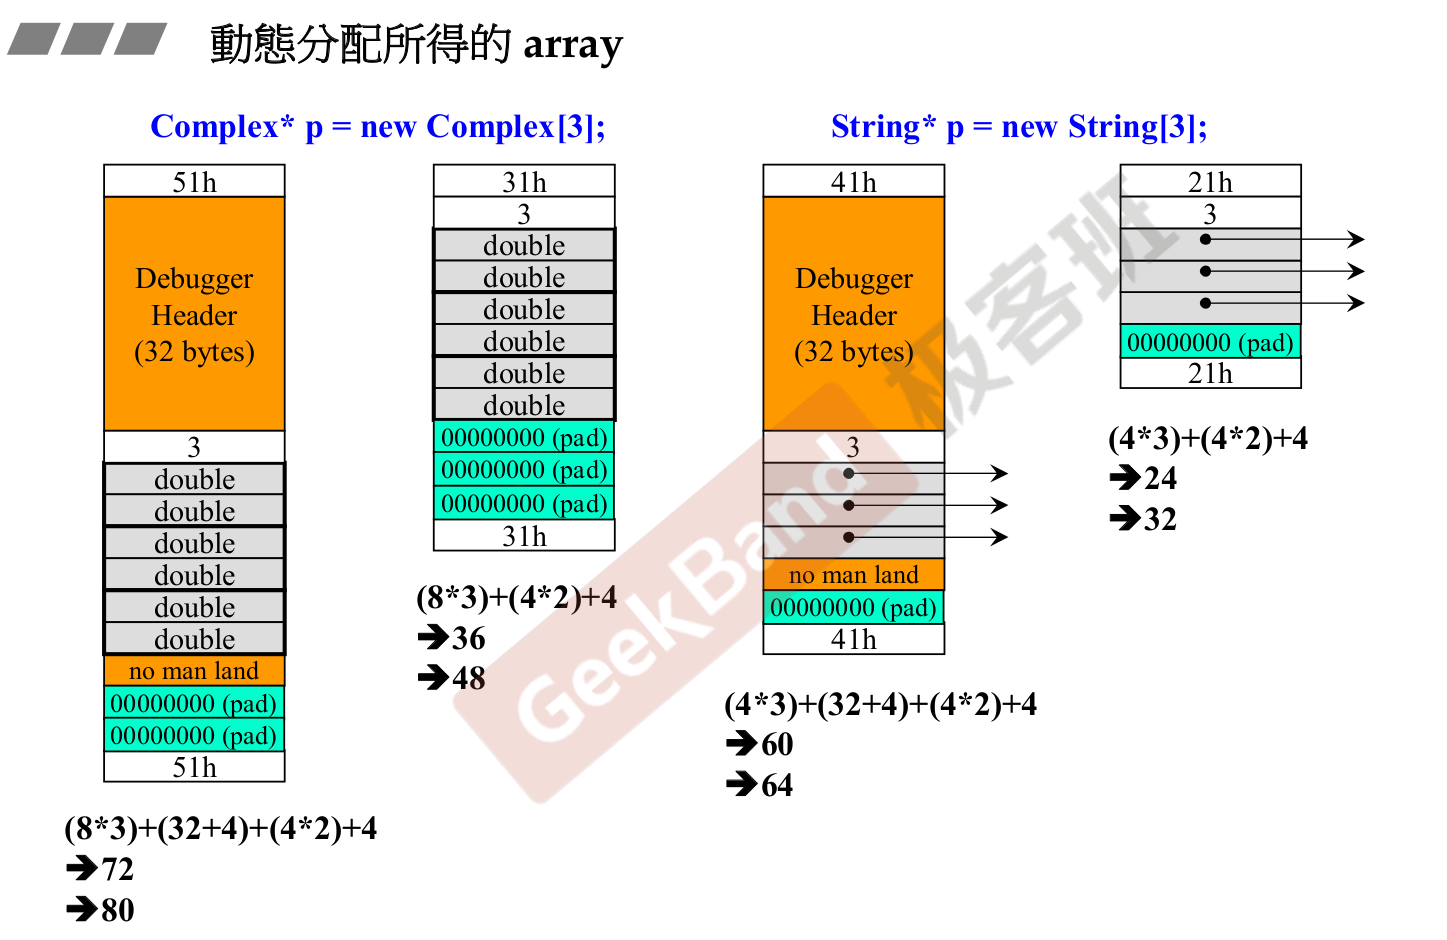 動態分配所得的 array
Complex* p = new Complex[3];
String* p = new String[3];
51h
Debugger
Header
(32 bytes)
3
double
double
double
double
double
double
no man land
00000000 (pad)
00000000 (pad)
51h
(8*3)+(32+4)+(4*2)+4
➔72
➔80
31h
3
double
double
double
double
double
double
00000000 (pad)
00000000 (pad)
00000000 (pad)
31h
(8*3)+(4*2)+4
➔36
➔48
41h
Debugger
Header
(32 bytes)
3
no man land
00000000 (pad)
41h
(4*3)+(32+4)+(4*2)+4
➔60
➔64
21h
3
00000000 (pad)
21h
(4*3)+(4*2)+4
➔24
➔32
GeekBand 极客班